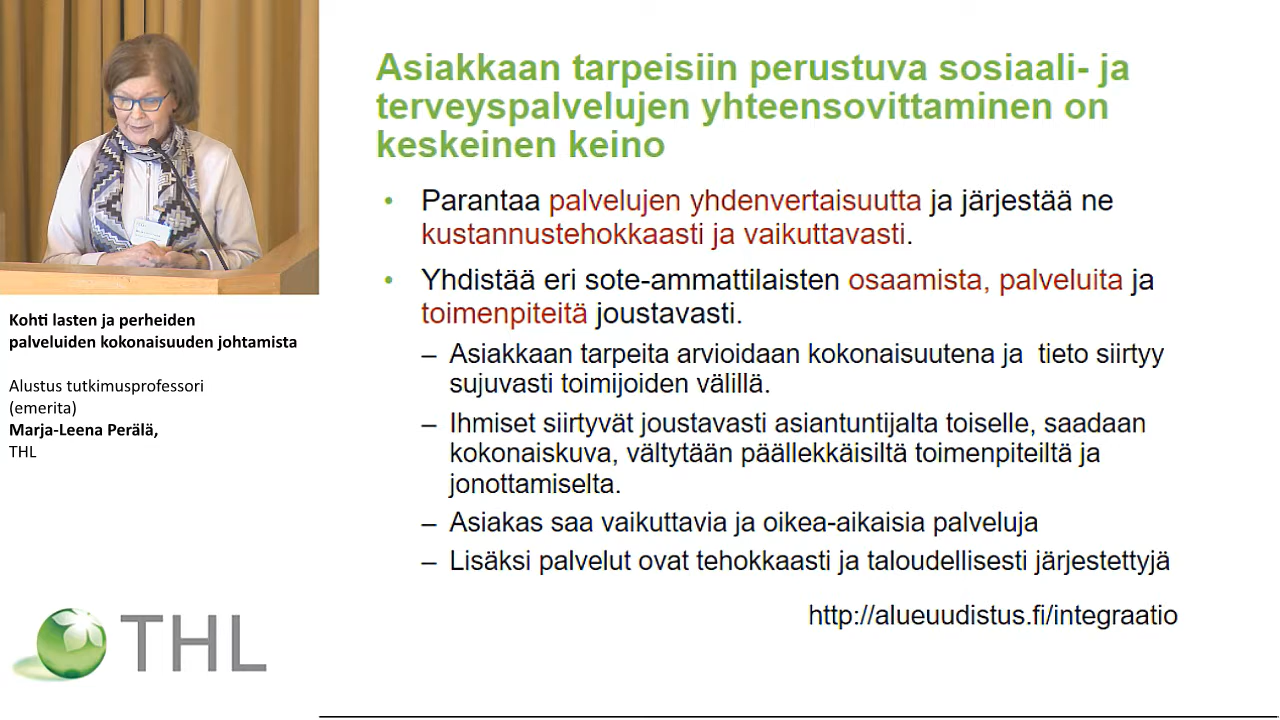 Asiakkaan tarpeisiin perustuva sosiaali- ja
terveyspalvelujen yhteensovittaminen on
keskeinen keino
• Parantaa palvelujen yhdenvertaisuutta ja järjestää ne
kustannustehokkaasti ja vaikuttavasti.
• Yhdistää eri sote-ammattilaisten osaamista, palveluita ja
toimenpiteitä joustavasti.
– Asiakkaan tarpeita arvioidaan kokonaisuutena ja tieto siirtyy
sujuvasti toimijoiden välillä.
– Ihmiset siirtyvät joustavasti asiantuntijalta toiselle, saadaan
kokonaiskuva, vältytään päällekkäisiltä toimenpiteiltä ja
jonottamiselta.
– Asiakas saa vaikuttavia ja oikea-aikaisia palveluja
– Lisäksi palvelut ovat tehokkaasti ja taloudellisesti järjestettyjä
http://alueuudistus.fi/integraatio
Kohti lasten ja perheiden
palveluiden kokonaisuuden johtamista
Alustus tutkimusprofessori
(emerita)
Marja-Leena Perälä,
THL
THL